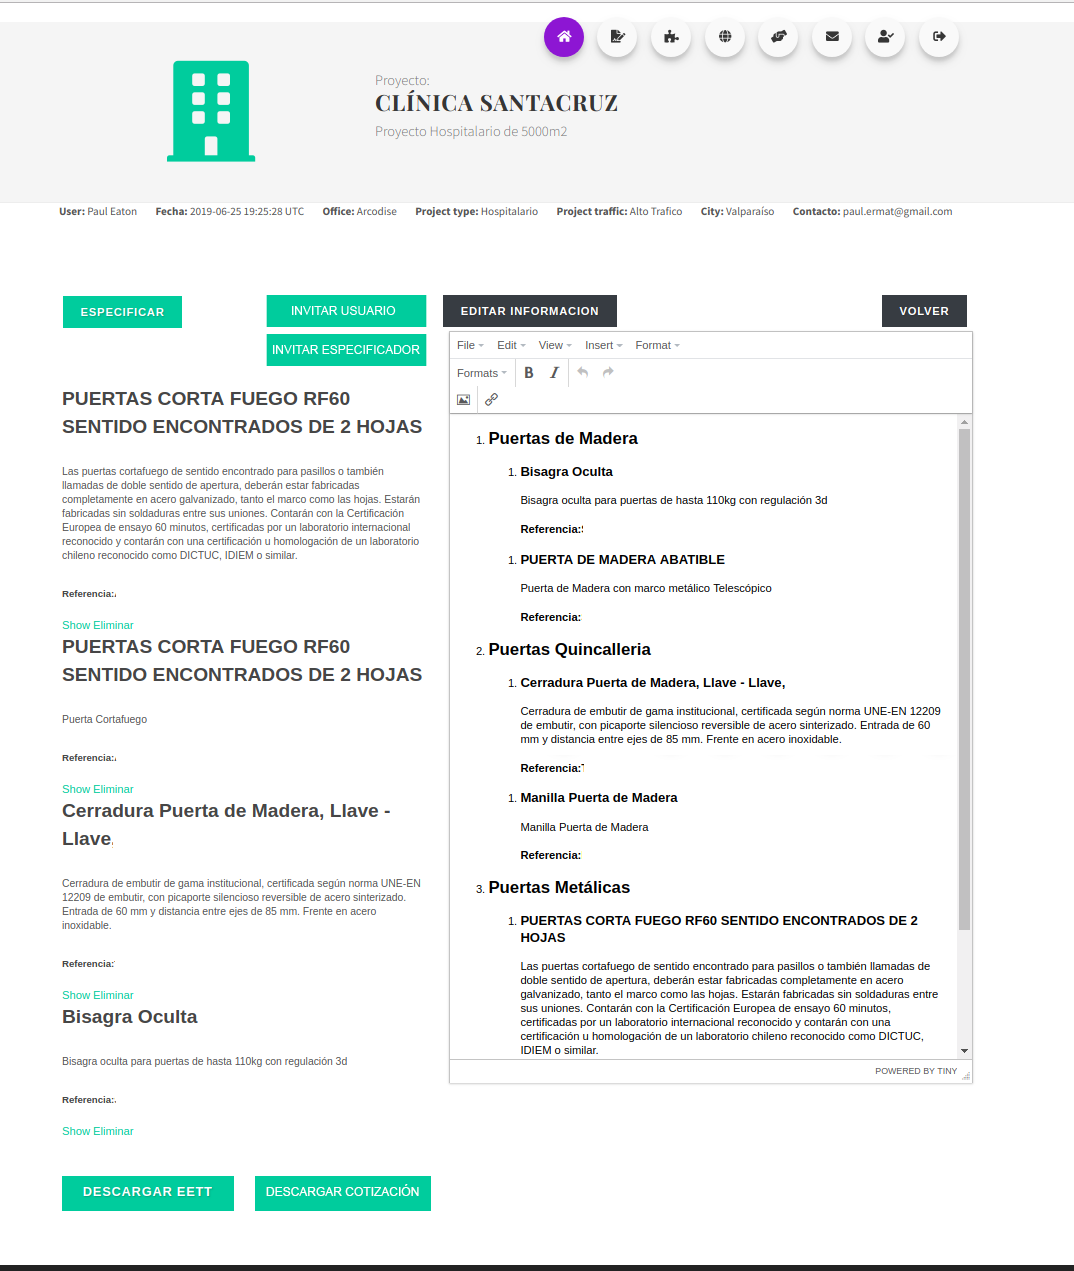 Proyecto:
CLÍNICA SANTACRUZ
Proyecto Hospitalario de 5000m2
User: Paul Eaton Fecha: 2019-06-25 19:25:28 UTC Office: Arcodise Project type: Hospitalario Project traffic: Alto Trafico City: Valparaíso Contacto: paul.ermat@gmail.com
ESPECIFICAR
INVITAR USUARIO
INVITAR ESPECIFICADOR
PUERTAS CORTA FUEGO RF60
SENTIDO ENCONTRADOS DE 2 HOJAS
Las puertas cortafuego de sentido encontrado para pasillos o también
llamadas de doble sentido de apertura, deberán estar fabricadas
completamente en acero galvanizado, tanto el marco como las hojas. Estarán
fabricadas sin soldaduras entre sus uniones. Contarán con la Certificación
Europea de ensayo 60 minutos, certificadas por un laboratorio internacional
reconocido y contarán con una certificación u homologación de un laboratorio
chileno reconocido como DICTUC, IDIEM o similar.
Referencia:
Show Eliminar
PUERTAS CORTA FUEGO RF60
SENTIDO ENCONTRADOS DE 2 HOJAS
Puerta Cortafuego
Referencia:
Show Eliminar
Cerradura Puerta de Madera, Llave -
Llave,
Cerradura de embutir de gama institucional, certificada según norma UNE-EN
12209 de embutir, con picaporte silencioso reversible de acero sinterizado.
Entrada de 60 mm y distancia entre ejes de 85 mm. Frente en acero
inoxidable.
Referencia:
Show Eliminar
Bisagra Oculta
Bisagra oculta para puertas de hasta 110kg con regulación 3d
Referencia:
Show Eliminar
DESCARGAR EETT
DESCARGAR COTIZACIÓN
EDITAR INFORMACION
VOLVER
File Edit View Insert Format
Formats B I
1. Puertas de Madera
1. Bisagra Oculta
Bisagra oculta para puertas de hasta 110kg con regulación 3d
Referencia:
1. PUERTA DE MADERA ABATIBLE
Puerta de Madera con marco metálico Telescópico
Referencia:
2. Puertas Quincalleria
1. Cerradura Puerta de Madera, Llave - Llave,
Cerradura de embutir de gama institucional, certificada según norma UNE-EN 12209
de embutir, con picaporte silencioso reversible de acero sinterizado. Entrada de 60
mm y distancia entre ejes de 85 mm. Frente en acero inoxidable.
Referencia:
1. Manilla Puerta de Madera
Manilla Puerta de Madera
Referencia:
3. Puertas Metálicas
1. PUERTAS CORTA FUEGO RF60 SENTIDO ENCONTRADOS DE 2
HOJAS
Las puertas cortafuego de sentido encontrado para pasillos o también llamadas de
doble sentido de apertura, deberán estar fabricadas completamente en acero
galvanizado, tanto el marco como las hojas. Estarán fabricadas sin soldaduras entre
sus uniones. Contarán con la Certificación Europea de ensayo 60 minutos,
certificadas por un laboratorio internacional reconocido y contarán con una
certificación u homologación de un laboratorio chileno reconocido como DICTUC,
IDIEM o similar.
POWERED BY TINY